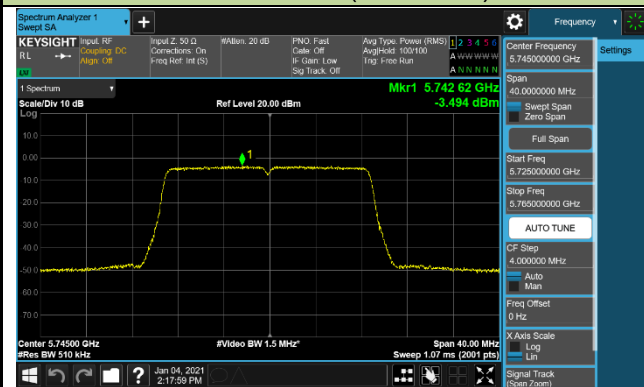 Spectrum Analyzer 1
Swept SA
Frequency
KEYSIGHT
RL
Input: RF
Coupling: DC
Align: Off
Input Z: 50 Ω
Corrections: On
Freq Ref: Int (S)
#Atten: 20 dB
PNO: Fast
Gate: Off
IF Gain: Low
Sig Track: Off
Avg Type: Power (RMS)
Avg|Hold: 100/100
Trig: Free Run
1 2 3 4 5 6
A W W W W W
A N N N N N
1 Spectrum
Scale/Div 10 dB
Log
Ref Level 20.00 dBm
Mkr1 5.742 62 GHz
-3.494 dBm
10.0
0.00
10.0
20.0
30.0
40.0
-50.0
60.0
70.0
1
Center 5.74500 GHz
#Res BW 510 kHz
#Video BW 1.5 MHz*
Span 40.00 MHz
Sweep 1.07 ms (2001 pts)
Center Frequency
5.745000000 GHz
Settings
Span
40.0000000 MHz
Swept Span
Zero Span
Full Span
Start Freq
5.725000000 GHz
Stop Freq
5.765000000 GHz
AUTO TUNE
CF Step
4.000000 MHz
Auto
Man
Freq Offset
0 Hz
X Axis Scale
Log
Lin
Signal Track
(Span Zoom)
Jan 04, 2021
2:17:59 PM